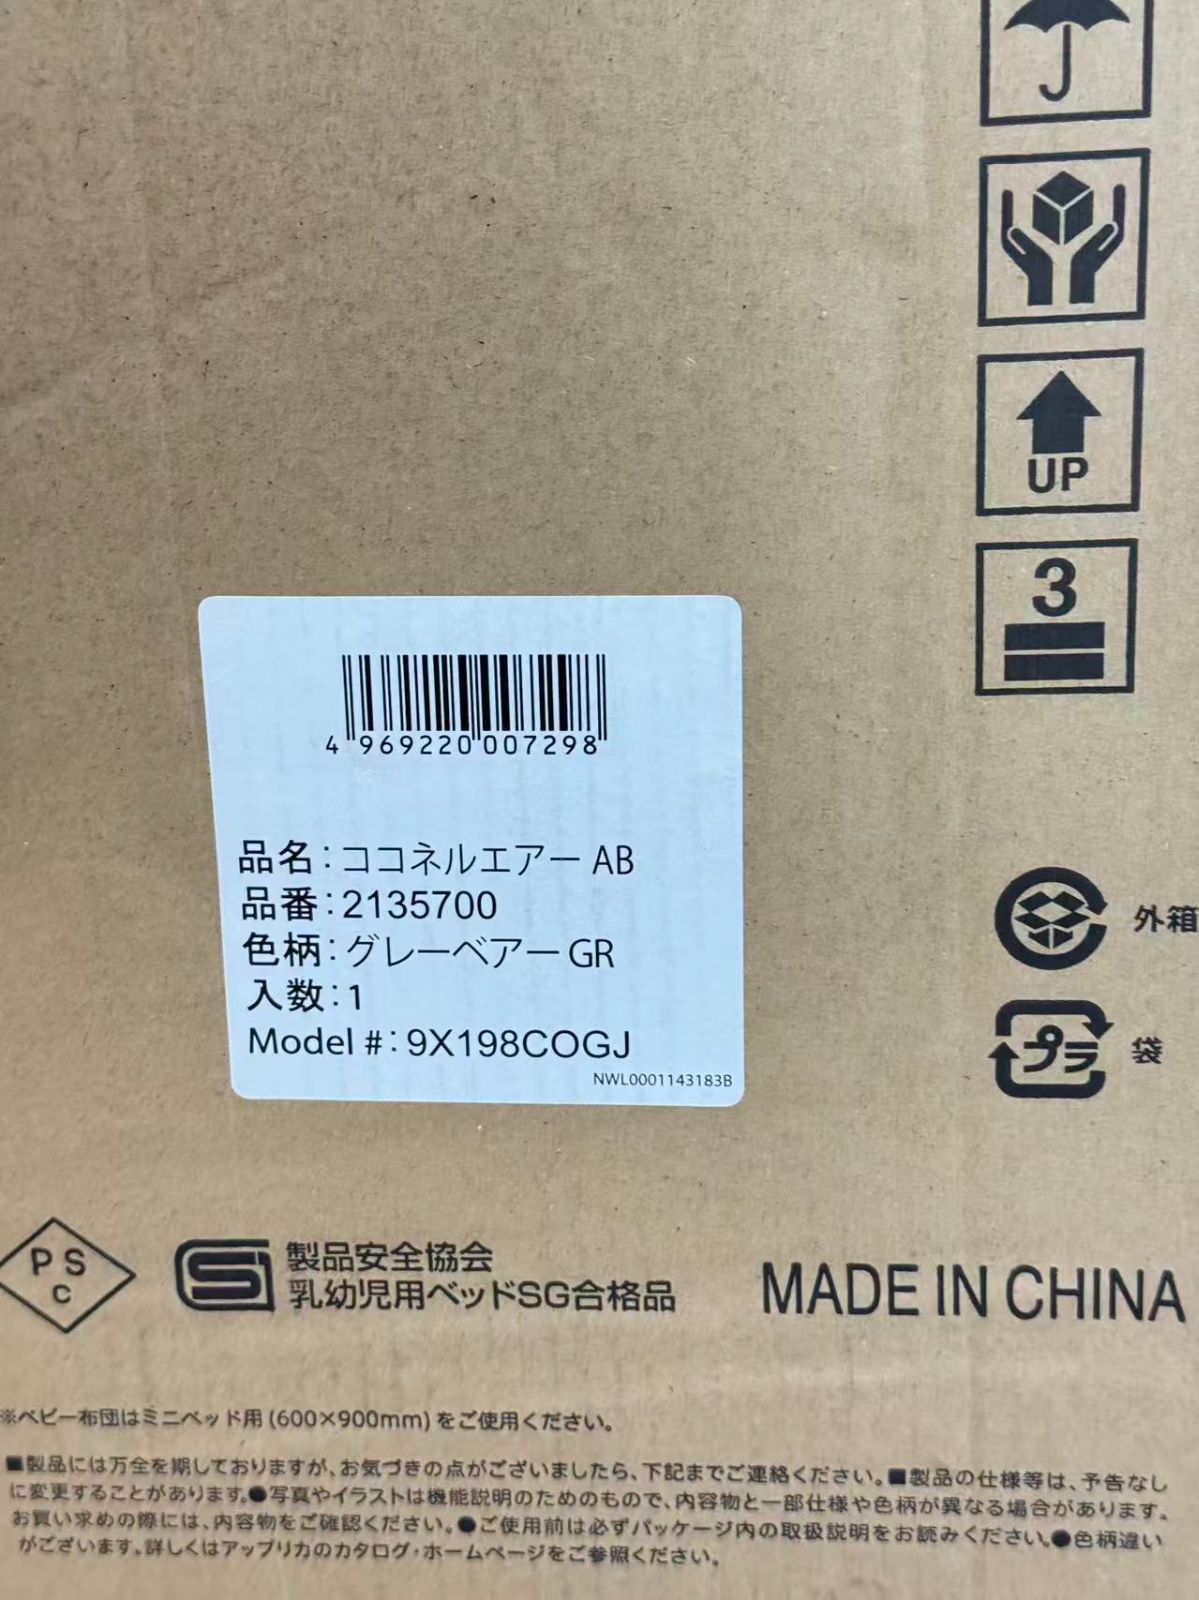 UP
3
4 969220 007298
品名:ココネルエアー AB
品番:2135700
色柄:グレーベアー GR
入数:1
Model #:9X198COGJ
NWL0001143183B
外箱
プラ
袋
PS
C
製品安全協会
乳幼児用ベッドSG合格品
MADE IN CHINA
※ベビー布団はミニベッド用(600×900mm)をご使用ください。
■製品には万全を期しておりますが、お気づきの点がございましたら、下記までご連絡ください。■製品の仕様等は、予告なし
に変更することがあります。●写真やイラストは機能説明のためのもので、内容物と一部仕様や色柄が異なる場合があります。
お買い求めの際には、内容物をご確認ください。●ご使用前は必ずパッケージ内の取扱説明をお読みください。●色柄違い
がございます。詳しくはアップリカのカタログ・ホームページをご参照ください。